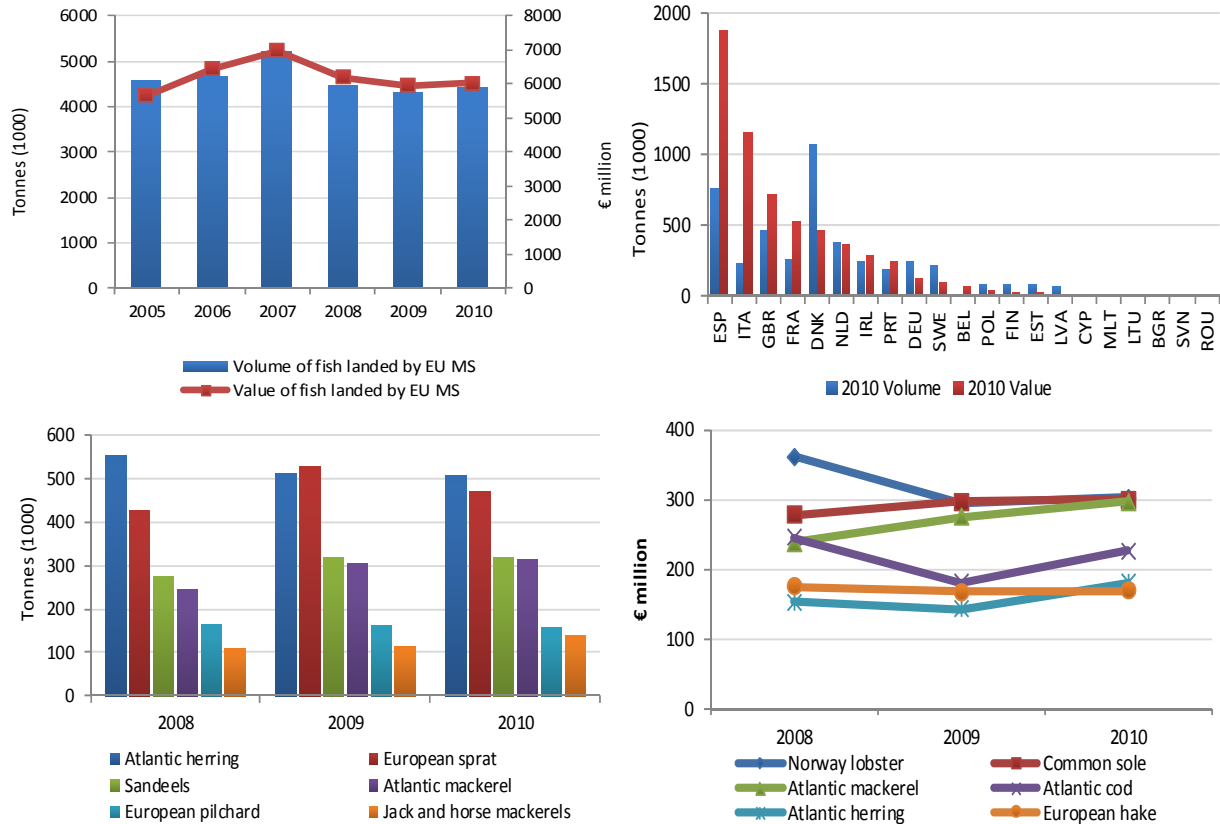 6000
5000
4000
3000
2000
1000
0
Tonnes (1000)
8000
7000
6000
5000
4000
3000
2000
1000
0
€ million
2005 2006 2007 2008 2009 2010
Volume of fish landed by EU MS
Value of fish landed by EU MS
2000
1500
1000
500
0
Tonnes (1000)
ESP ITA GBR FRA DNK NLD IRL PRT DEU SWE BEL POL FIN EST LVA CYP MLT LTU BGR SVN ROU
2010 Volume 2010 Value
600
500
400
300
200
100
0
Tonnes (1000)
2008 2009 2010
Atlantic herring European sprat
Sandeels Atlantic mackerel
European pilchard Jack and horse mackerels
400
300
200
100
0
€ million
2008 2009 2010
Norway lobster Common sole
Atlantic mackerel Atlantic cod
Atlantic herring European hake